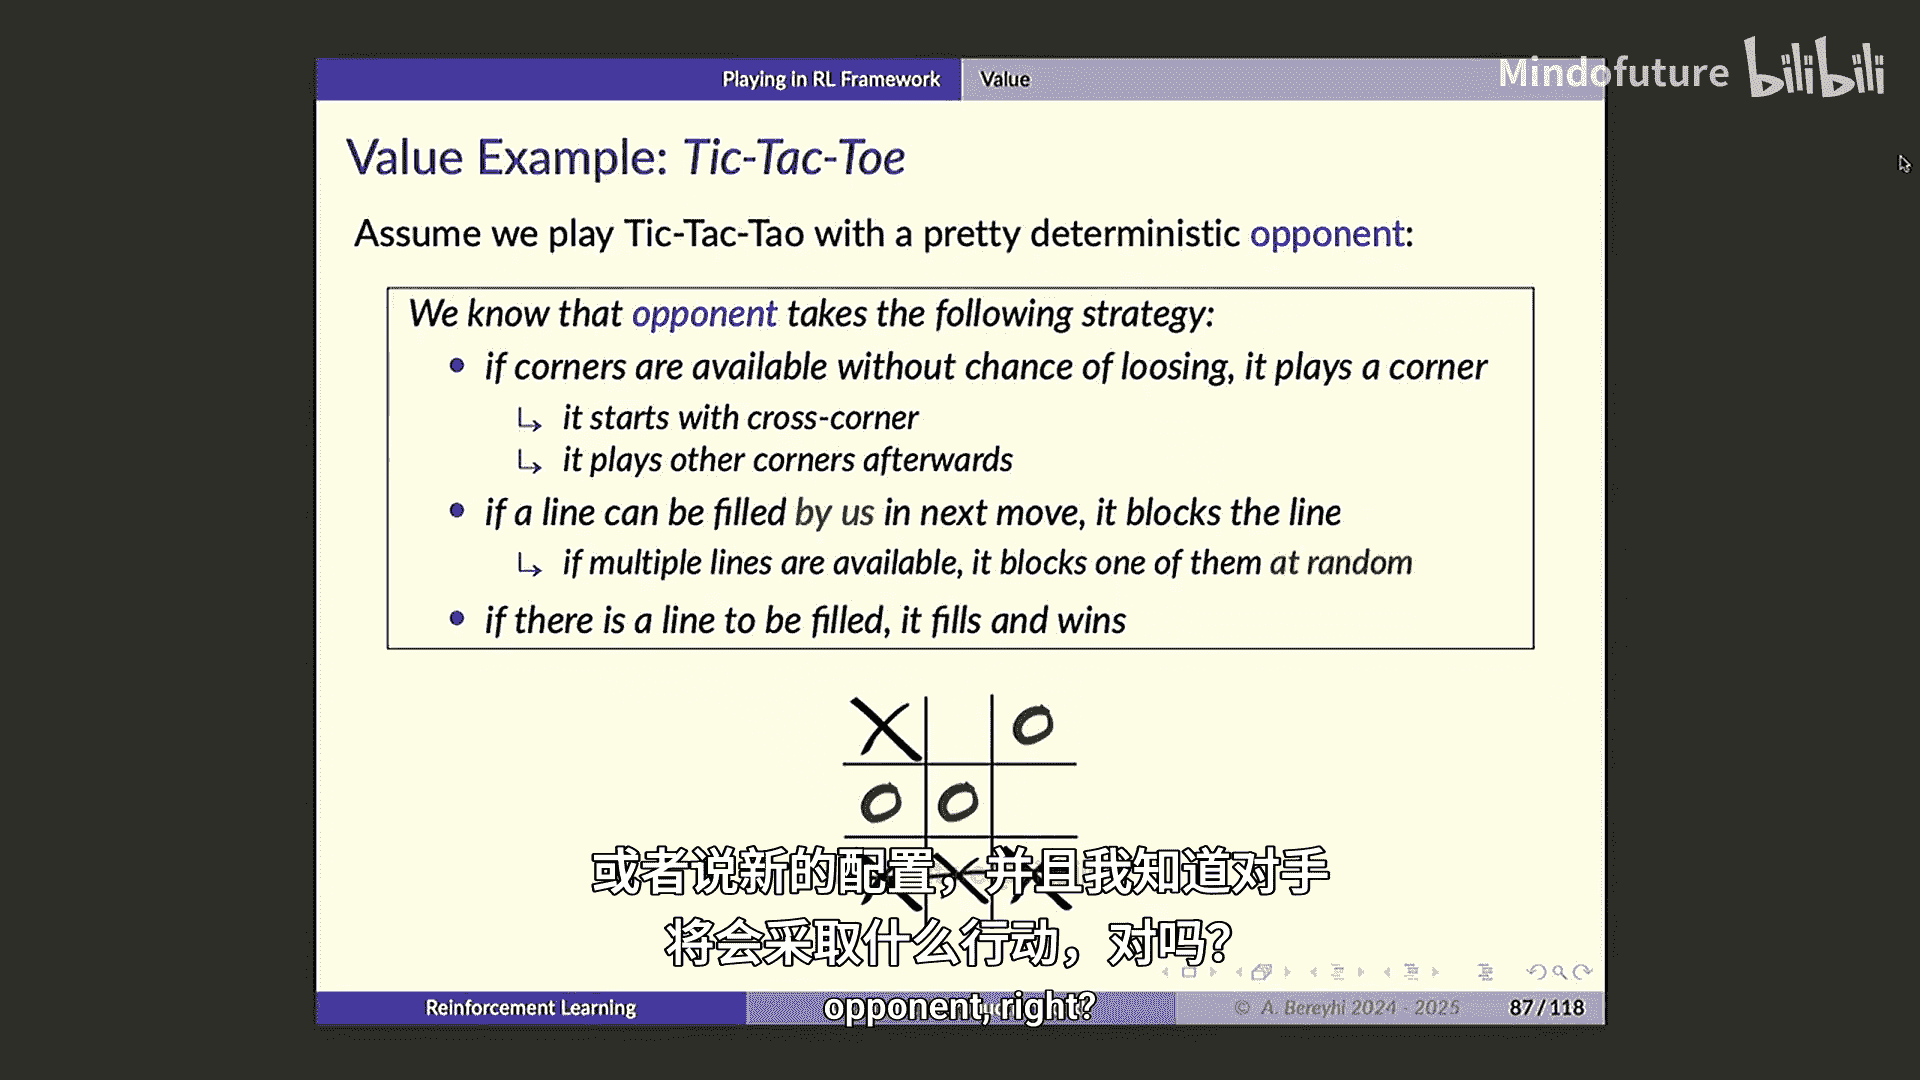 Playing in RL Framework
Value
Mindofuture bilibili
Value Example: Tic-Tac-Toe
Assume we play Tic-Tac-Tao with a pretty deterministic opponent:
We know that opponent takes the following strategy:
• if corners are available without chance of loosing, it plays a corner
↳ it starts with cross-corner
↳ it plays other corners afterwards
• if a line can be filled by us in next move, it blocks the line
↳ if multiple lines are available, it blocks one of them at random
• if there is a line to be filled, it fills and wins
X O
O O
X X X
或者说新的配置，并且我知道对手
将会采取什么行动，对吗？
opponent, right?
Reinforcement Learning
© A. Bereyhi 2024 - 2025
87 / 118